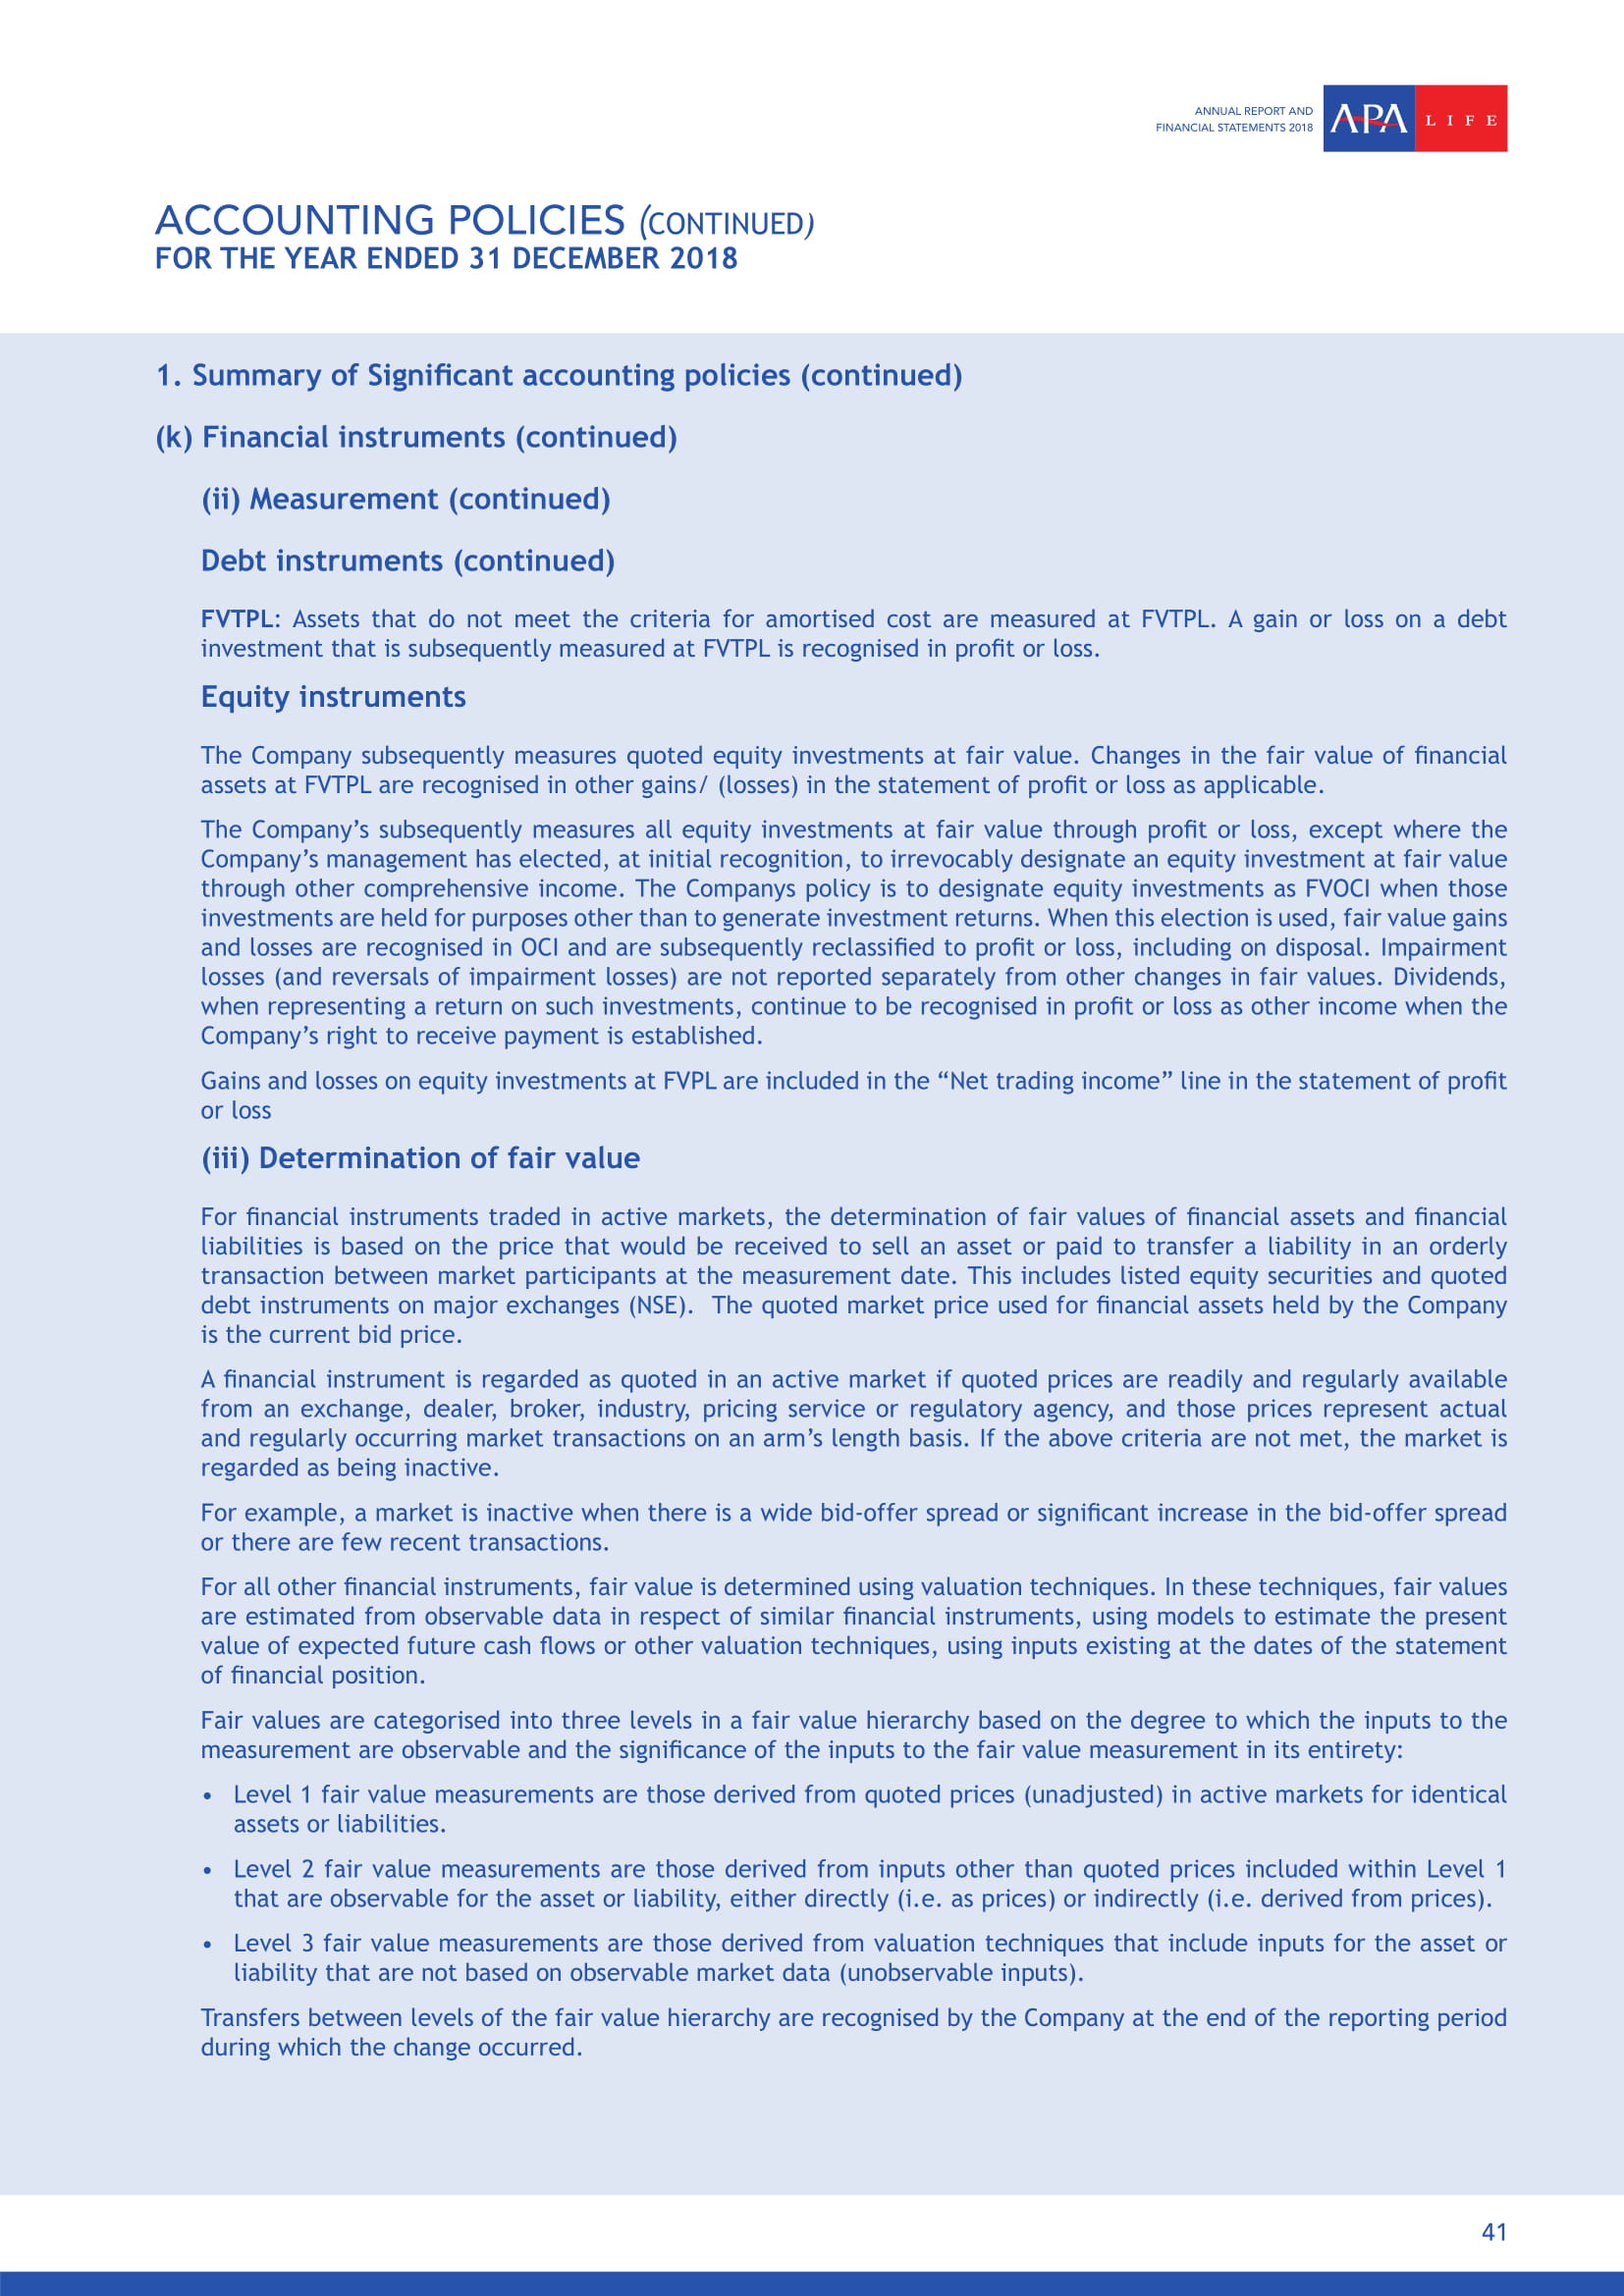 ANNUAL REPORT AND
FINANCIAL STATEMENTS 2018
APA LIFE
ACCOUNTING POLICIES (CONTINUED)
FOR THE YEAR ENDED 31 DECEMBER 2018
1. Summary of Significant accounting policies (continued)
(k) Financial instruments (continued)
(ii) Measurement (continued)
Debt instruments (continued)
FVTPL: Assets that do not meet the criteria for amortised cost are measured at FVTPL. A gain or loss on a debt
investment that is subsequently measured at FVTPL is recognised in profit or loss.
Equity instruments
The Company subsequently measures quoted equity investments at fair value. Changes in the fair value of financial
assets at FVTPL are recognised in other gains/ (losses) in the statement of profit or loss as applicable.
The Company’s subsequently measures all equity investments at fair value through profit or loss, except where the
Company’s management has elected, at initial recognition, to irrevocably designate an equity investment at fair value
through other comprehensive income. The Companys policy is to designate equity investments as FVOCI when those
investments are held for purposes other than to generate investment returns. When this election is used, fair value gains
and losses are recognised in OCI and are subsequently reclassified to profit or loss, including on disposal. Impairment
losses (and reversals of impairment losses) are not reported separately from other changes in fair values. Dividends,
when representing a return on such investments, continue to be recognised in profit or loss as other income when the
Company’s right to receive payment is established.
Gains and losses on equity investments at FVPL are included in the “Net trading income” line in the statement of profit
or loss
(iii) Determination of fair value
For financial instruments traded in active markets, the determination of fair values of financial assets and financial
liabilities is based on the price that would be received to sell an asset or paid to transfer a liability in an orderly
transaction between market participants at the measurement date. This includes listed equity securities and quoted
debt instruments on major exchanges (NSE).  The quoted market price used for financial assets held by the Company
is the current bid price.
A financial instrument is regarded as quoted in an active market if quoted prices are readily and regularly available
from an exchange, dealer, broker, industry, pricing service or regulatory agency, and those prices represent actual
and regularly occurring market transactions on an arm’s length basis. If the above criteria are not met, the market is
regarded as being inactive.
For example, a market is inactive when there is a wide bid-offer spread or significant increase in the bid-offer spread
or there are few recent transactions.
For all other financial instruments, fair value is determined using valuation techniques. In these techniques, fair values
are estimated from observable data in respect of similar financial instruments, using models to estimate the present
value of expected future cash flows or other valuation techniques, using inputs existing at the dates of the statement
of financial position.
Fair values are categorised into three levels in a fair value hierarchy based on the degree to which the inputs to the
measurement are observable and the significance of the inputs to the fair value measurement in its entirety:
• Level 1 fair value measurements are those derived from quoted prices (unadjusted) in active markets for identical
assets or liabilities.
• Level 2 fair value measurements are those derived from inputs other than quoted prices included within Level 1
that are observable for the asset or liability, either directly (i.e. as prices) or indirectly (i.e. derived from prices).
• Level 3 fair value measurements are those derived from valuation techniques that include inputs for the asset or
liability that are not based on observable market data (unobservable inputs).
Transfers between levels of the fair value hierarchy are recognised by the Company at the end of the reporting period
during which the change occurred.
41